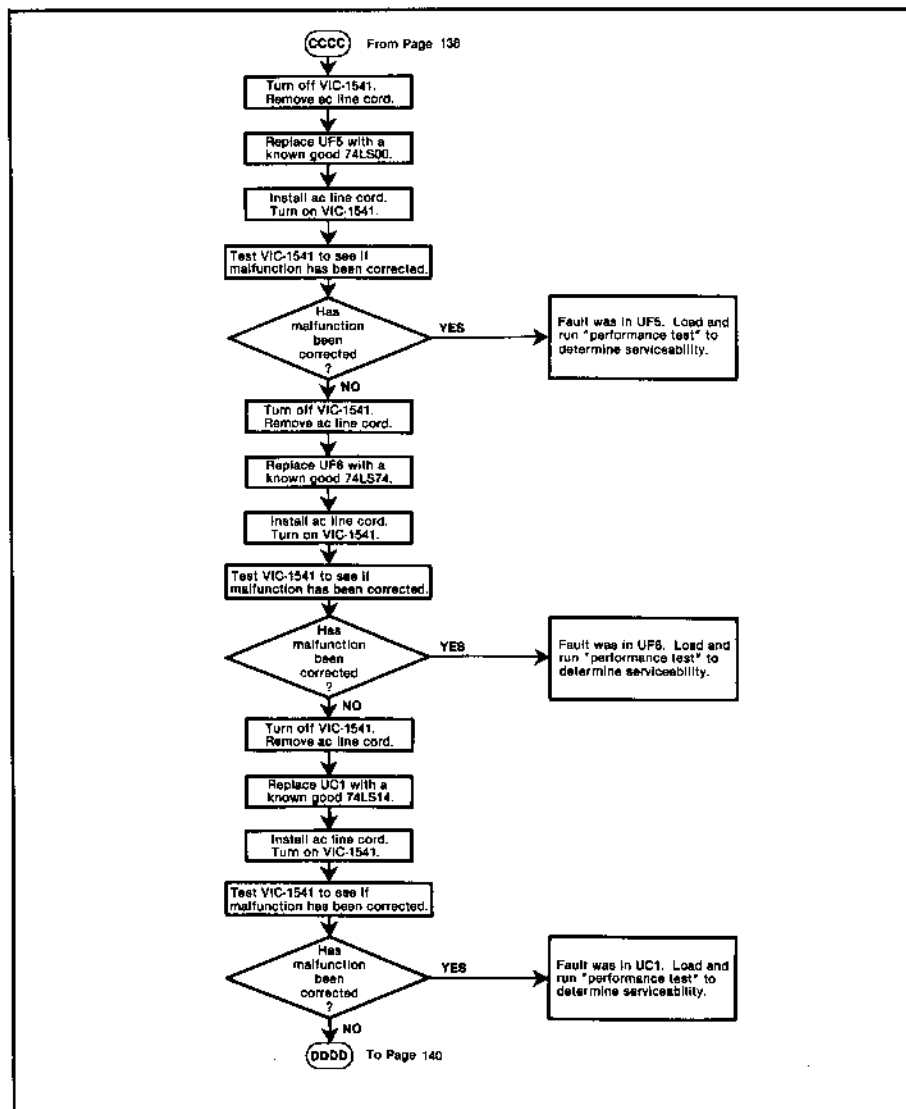 CCCC From Page 138
Turn off VIC-1541.
Remove ac line cord.
Replace UF5 with a
known good 74LS00.
Install ac line cord.
Turn on VIC-1541.
Test VIC-1541 to see if
malfunction has been corrected.
Has
malfunction
been
corrected
?
YES
Fault was in UF5. Load and
run "performance test" to
determine serviceability.
NO
Turn off VIC-1541.
Remove ac line cord.
Replace UF6 with a
known good 74LS74.
Install ac line cord.
Turn on VIC-1541.
Test VIC-1541 to see if
malfunction has been corrected.
Has
malfunction
been
corrected
?
YES
Fault was in UF6. Load and
run "performance test" to
determine serviceability.
NO
Turn off VIC-1541.
Remove ac line cord.
Replace UC1 with a
known good 74LS14.
Install ac line cord.
Turn on VIC-1541.
Test VIC-1541 to see if
malfunction has been corrected.
Has
malfunction
been
corrected
?
YES
Fault was in UC1. Load and
run "performance test" to
determine serviceability.
NO
DDDD To Page 140